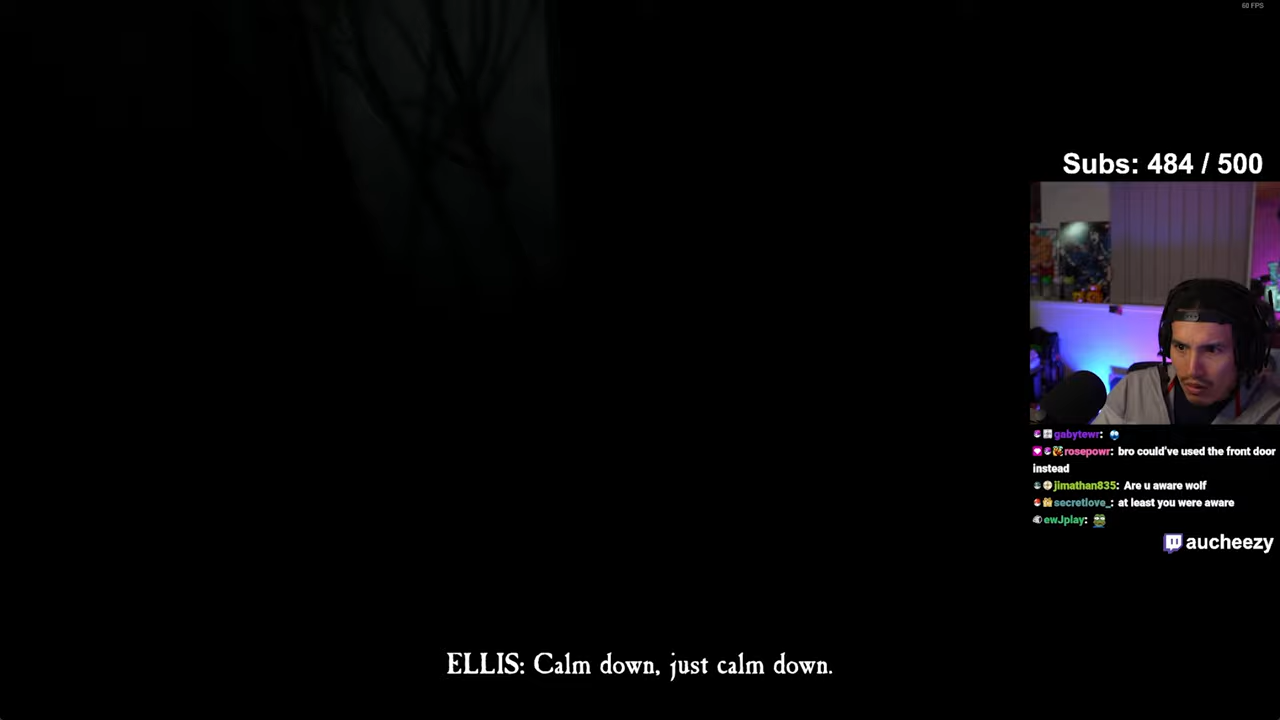 60 FPS
Subs: 484 / 500
gabytewr:
rosepowr: bro could've used the front door
instead
jimathan835: Are u aware wolf
secretlove_: at least you were aware
ewJplay:
aucheezy
ELLIS: Calm down, just calm down.